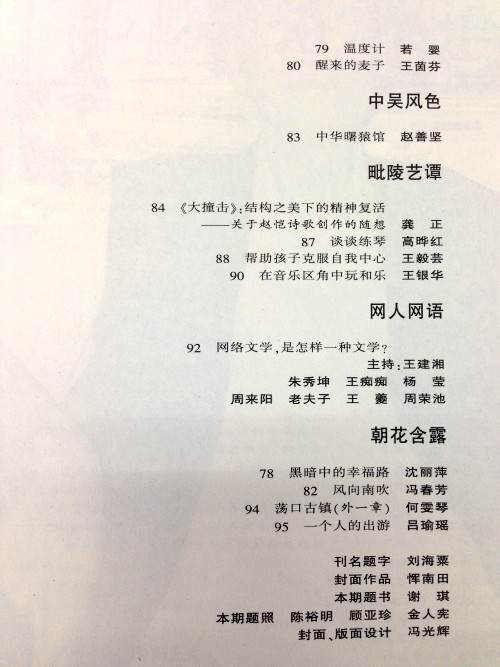 79 温度计 若 婴
80 醒来的麦子 王茵芬
中吴风色
83 中华曙猿馆 赵善坚
毗陵艺谭
84 《大撞击》:结构之美下的精神复活
——关于赵恺诗歌创作的随想 龚 正
87 谈谈练琴 高晔红
88 帮助孩子克服自我中心 王毅芸
90 在音乐区角中玩和乐 王银华
网人网语
92 网络文学,是怎样一种文学?
主持:王建湘
朱秀坤 王痴痴 杨 莹
周来阳 老夫子 王 夔 周荣池
朝花含露
78 黑暗中的幸福路 沈丽萍
82 风向南吹 冯春芳
94 荡口古镇(外一章) 何雯琴
95 一个人的出游 吕瑜瑶
刊名题字 刘海粟
封面作品 恽南田
本期题书 谢 琪
本期题照 陈裕明 顾亚珍 金人宪
封面、版面设计 冯光辉